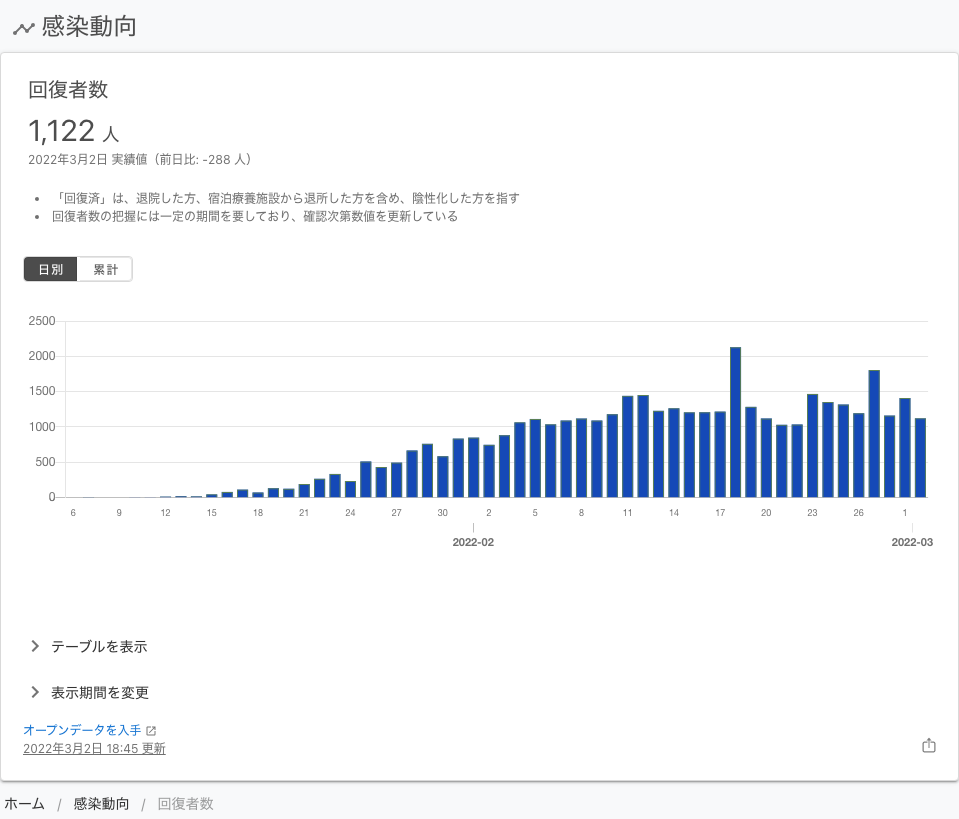 感染動向
回復者数
1,122 人
2022年3月2日 実績値（前日比: -288 人）
• 「回復済」は、退院した方、宿泊療養施設から退所した方を含め、陰性化した方を指す
• 回復者数の把握には一定の期間を要しており、確認次第数値を更新している
日別 累計
2500
2000
1500
1000
500
0
6 9 12 15 18 21 24 27 30 2 5 8 11 14 17 20 23 26 1
2022-02 2022-03
テーブルを表示
表示期間を変更
オープンデータを入手
2022年3月2日 18:45 更新
ホーム / 感染動向 / 回復者数